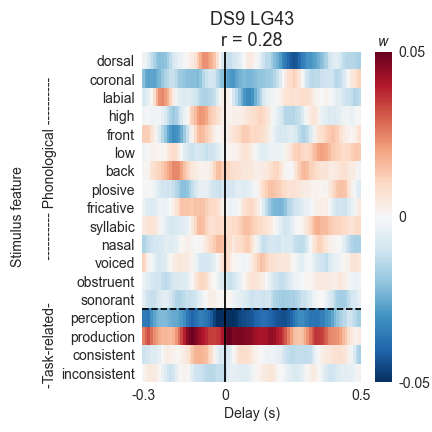 DS9 LG43
r = 0.28
w
dorsal
coronal
labial
high
front
low
back
plosive
fricative
syllabic
nasal
voiced
obstruent
sonorant
perception
production
consistent
inconsistent
Stimulus feature
-Task-related- ----------- Phonological ----------
-0.3 0 0.5
Delay (s)
0.05
0
-0.05